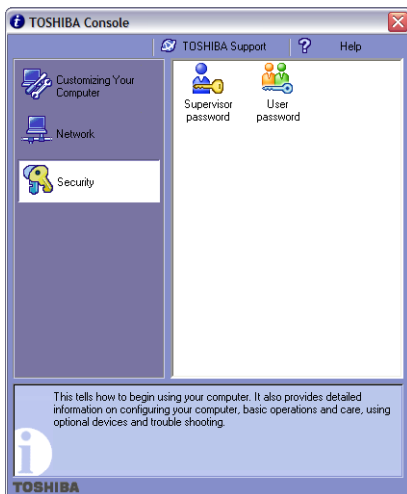 TOSHIBA Console
TOSHIBA Support
? Help
Customizing Your
Computer
Network
Security
Supervisor
password
User
password
This tells how to begin using your computer. It also provides detailed
information on configuring your computer, basic operations and care, using
optional devices and trouble shooting.
TOSHIBA